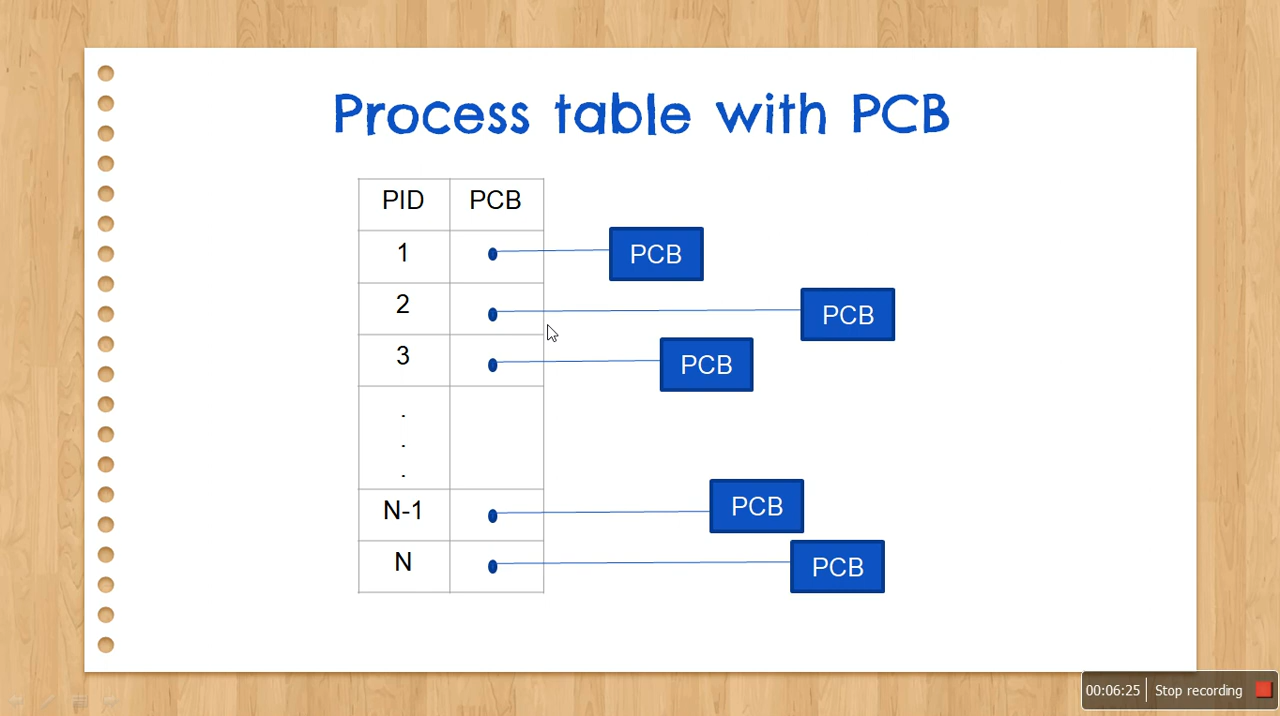 Process table with PCB
PID PCB
1 PCB
2 PCB
3 PCB
.
.
.
N-1 PCB
N PCB
00:06:25 Stop recording